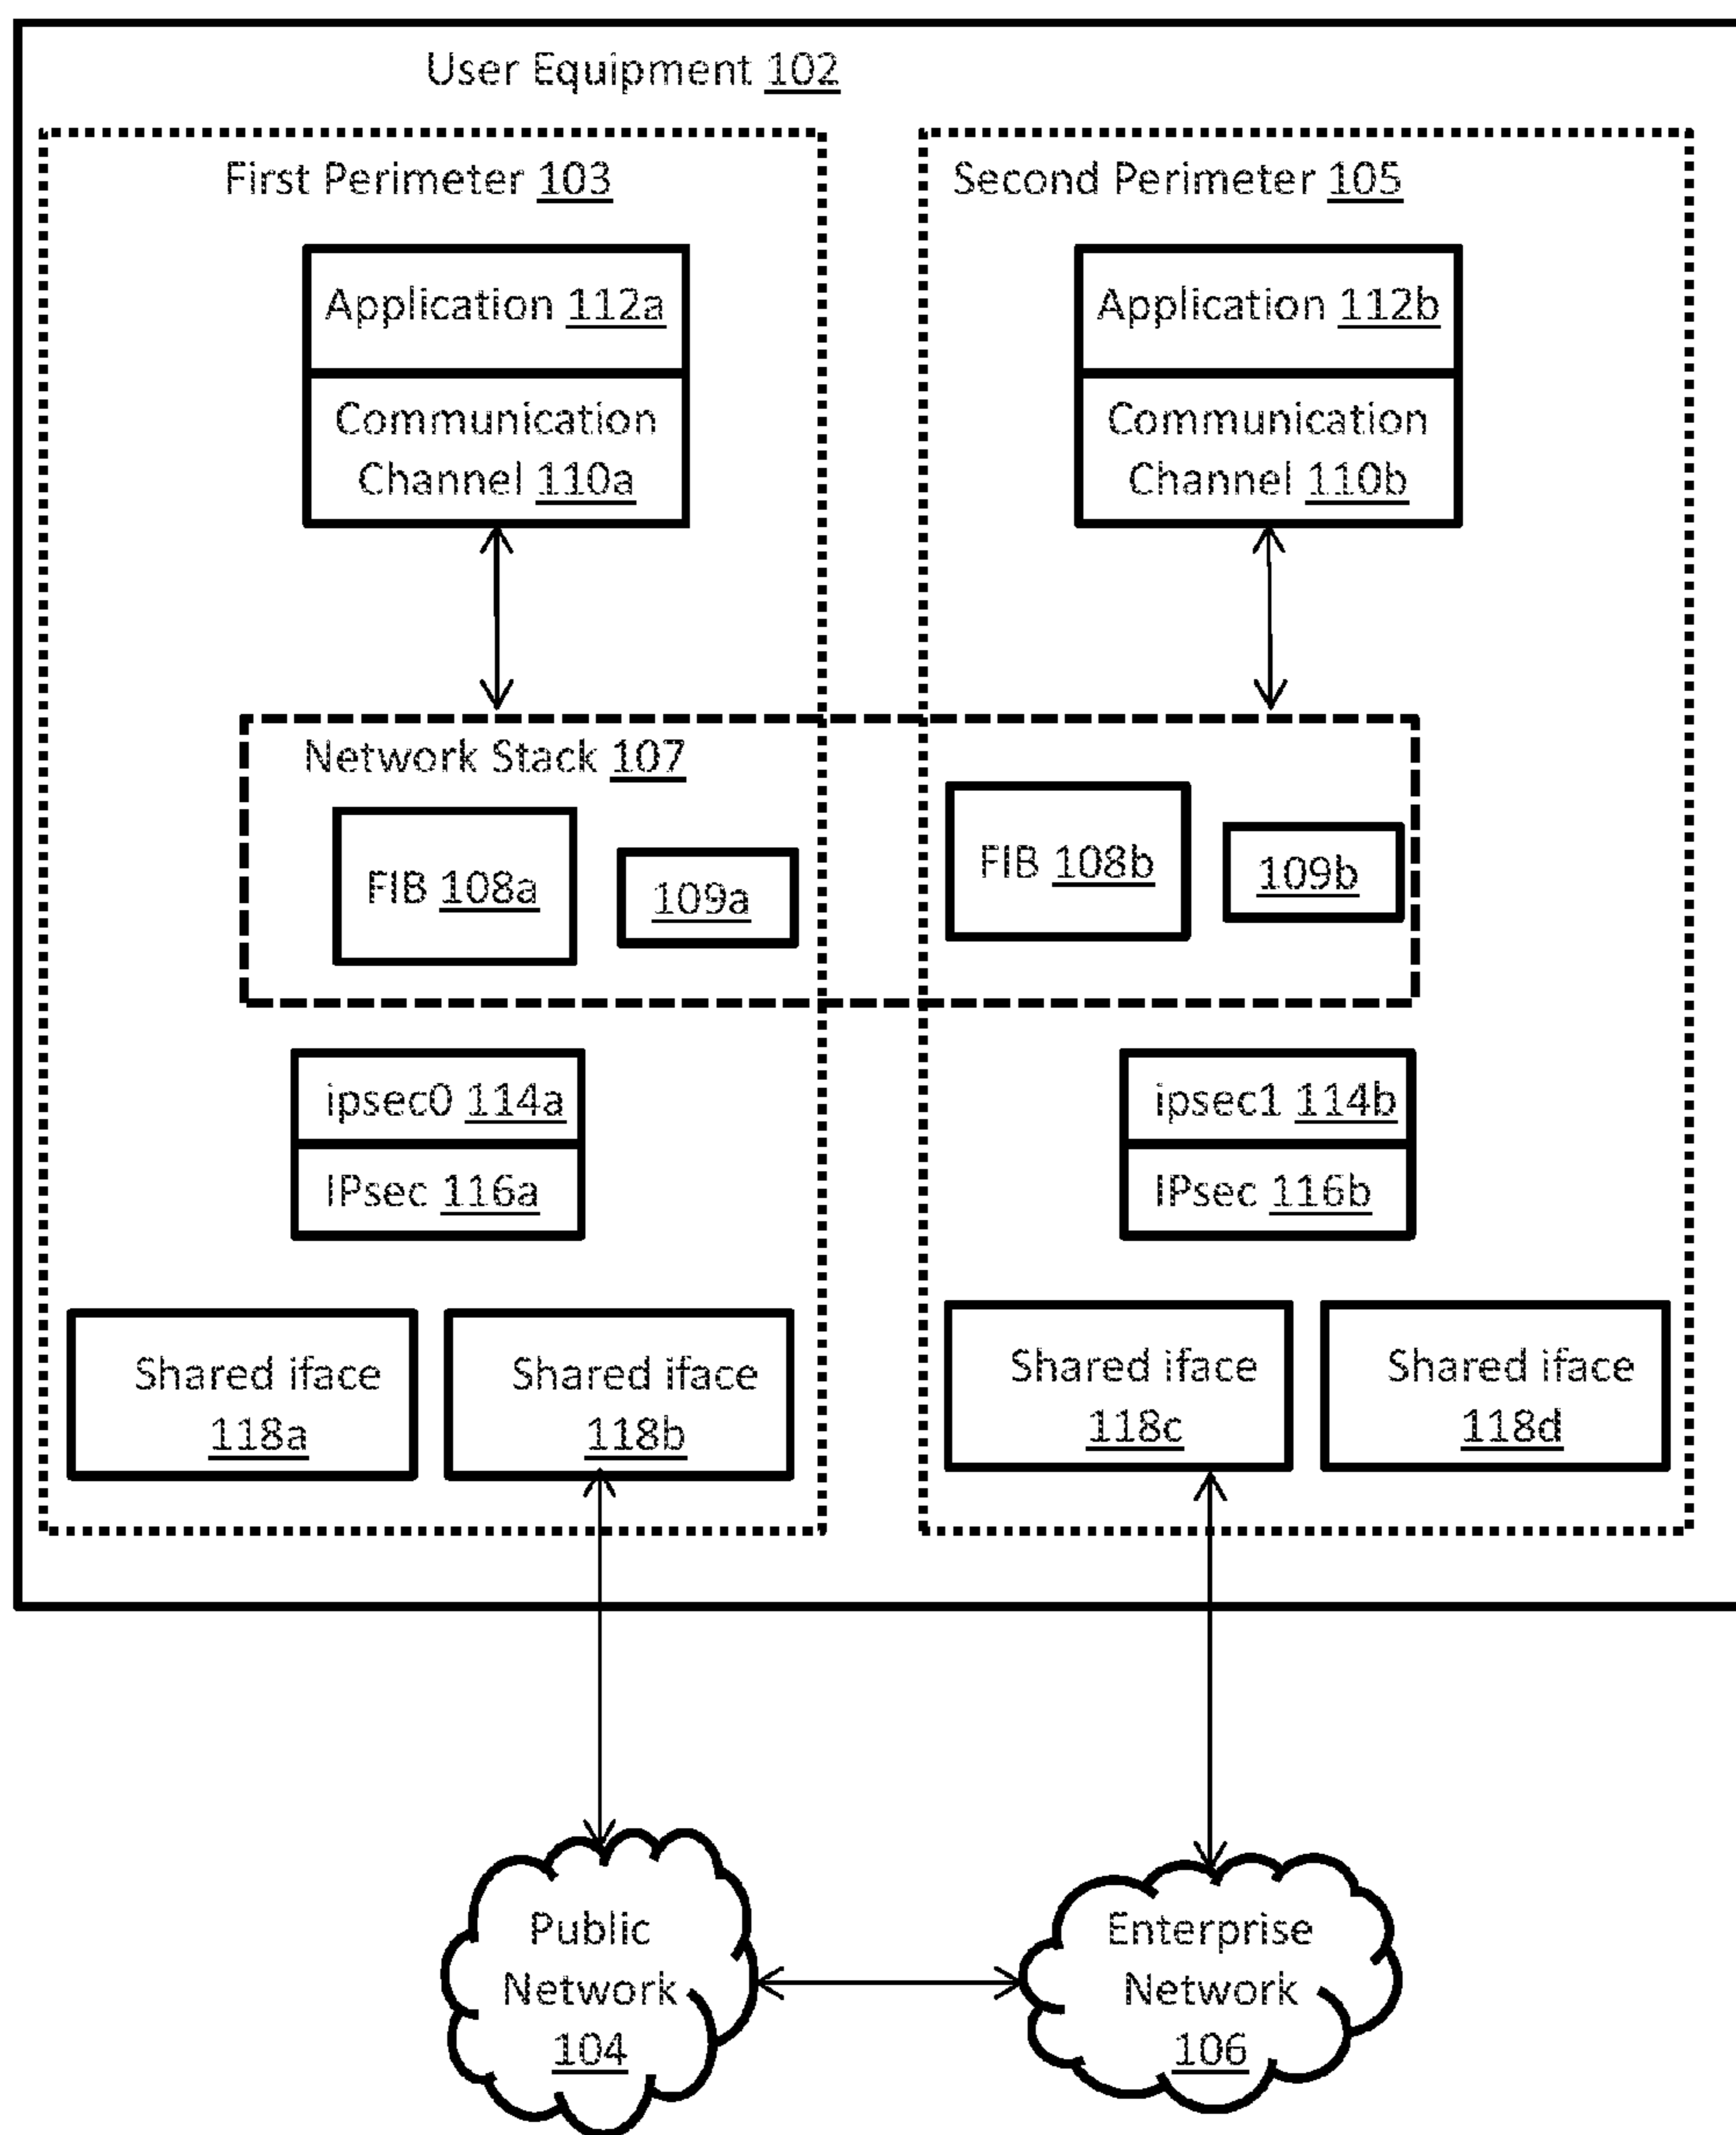 User Equipment 102
First Perimeter 103
Application 112a
Communication
Channel 110a
Second Perimeter 105
Application 112b
Communication
Channel 110b
Network Stack 107
FIB 108a
109a
FIB 108b
109b
ipsec0 114a
IPsec 116a
ipsec1 114b
IPsec 116b
Shared iface
118a
Shared iface
118b
Shared iface
118c
Shared iface
118d
Public
Network
104
Enterprise
Network
106